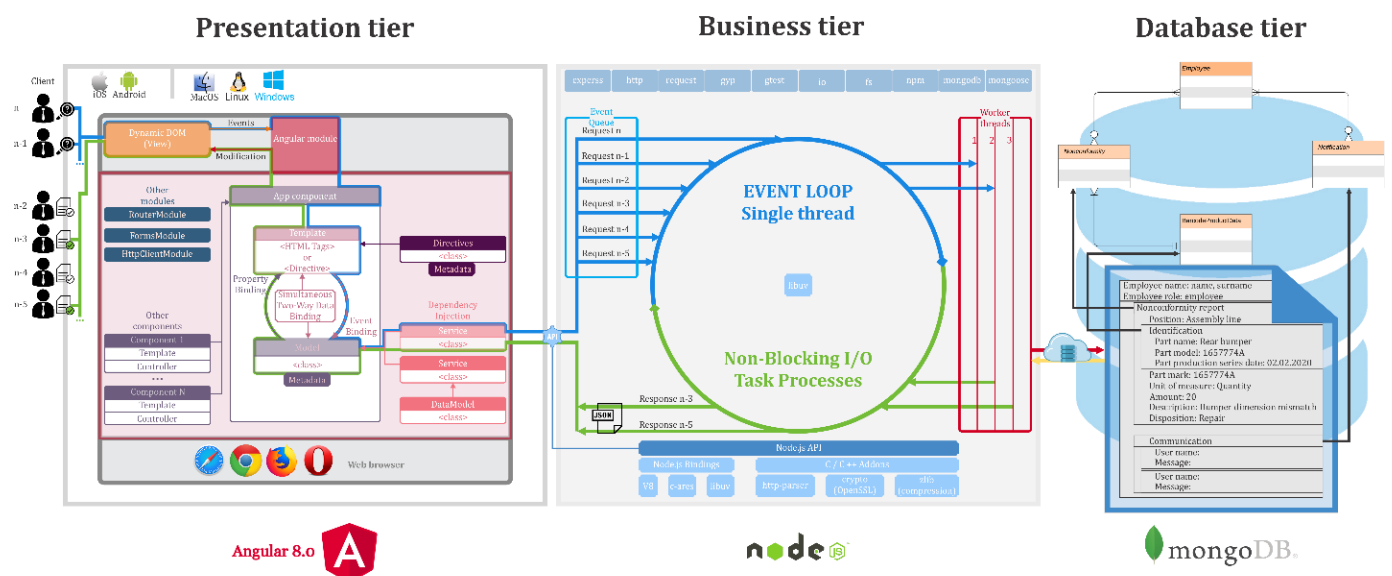 Presentation tier
Business tier
Database tier
Client
iOS
Android
MacOS
Linux
Windows
n
n-1
...
n-2
n-3
n-4
n-5
...
Dynamic DOM
(View)
Events
Modification
Angular module
Other
modules
RouterModule
FormsModule
HttpClientModule
App component
Template
<HTML Tags>
or
<Directive>
Directives
<class>
Metadata
Property
Binding
Simultaneous
Two-Way Data
Binding
Event
Binding
Model
<class>
Metadata
Dependency
Injection
Service
<class>
Service
<class>
DataModel
<class>
Other
components
Component 1
Template
Controller
...
Component N
Template
Controller
Web browser
Angular 8.0
express
http
request
gyp
gtest
io
fs
npm
mongodb
mongoose
Event
Queue
Request n
Request n-1
Request n-2
Request n-3
Request n-4
Request n-5
Worker
threads
1
2
3
EVENT LOOP
Single thread
libuv
Non-Blocking I/O
Task Processes
API
JSON
Response n-3
Response n-5
Node.js API
Node.js Bindings
C / C++ Addons
V8
c-ares
libuv
http-parser
crypto
(OpenSSL)
zlib
(compression)
node
JS
Employee
Nonconformity
Notification
Employee name: name, surname
Employee role: employee
Nonconformity report
Position: Assembly line
Identification
Part name: Rear bumper
Part model: 1657774A
Part production series date: 02.02.2020
Part mark: 1657774A
Unit of measure: Quantity
Amount: 20
Description: Bumper dimension mismatch
Disposition: Repair
Communication
User name:
Message:
User name:
Message:
mongoDB